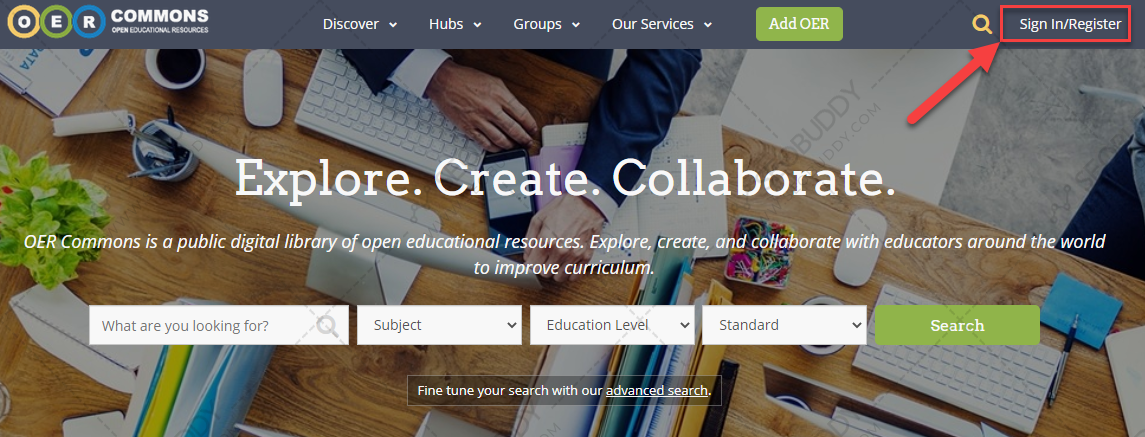 OER COMMONS
OPEN EDUCATIONAL RESOURCES
Discover Hubs Groups Our Services Add OER Sign In/Register
Explore. Create. Collaborate.
OER Commons is a public digital library of open educational resources. Explore, create, and collaborate with educators around the world
to improve curriculum.
What are you looking for? Subject Education Level Standard Search
Fine tune your search with our advanced search.